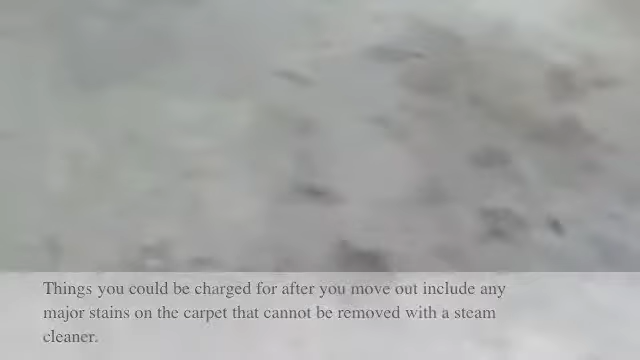 Things you could be charged for after you move out include any
major stains on the carpet that cannot be removed with a steam
cleaner.